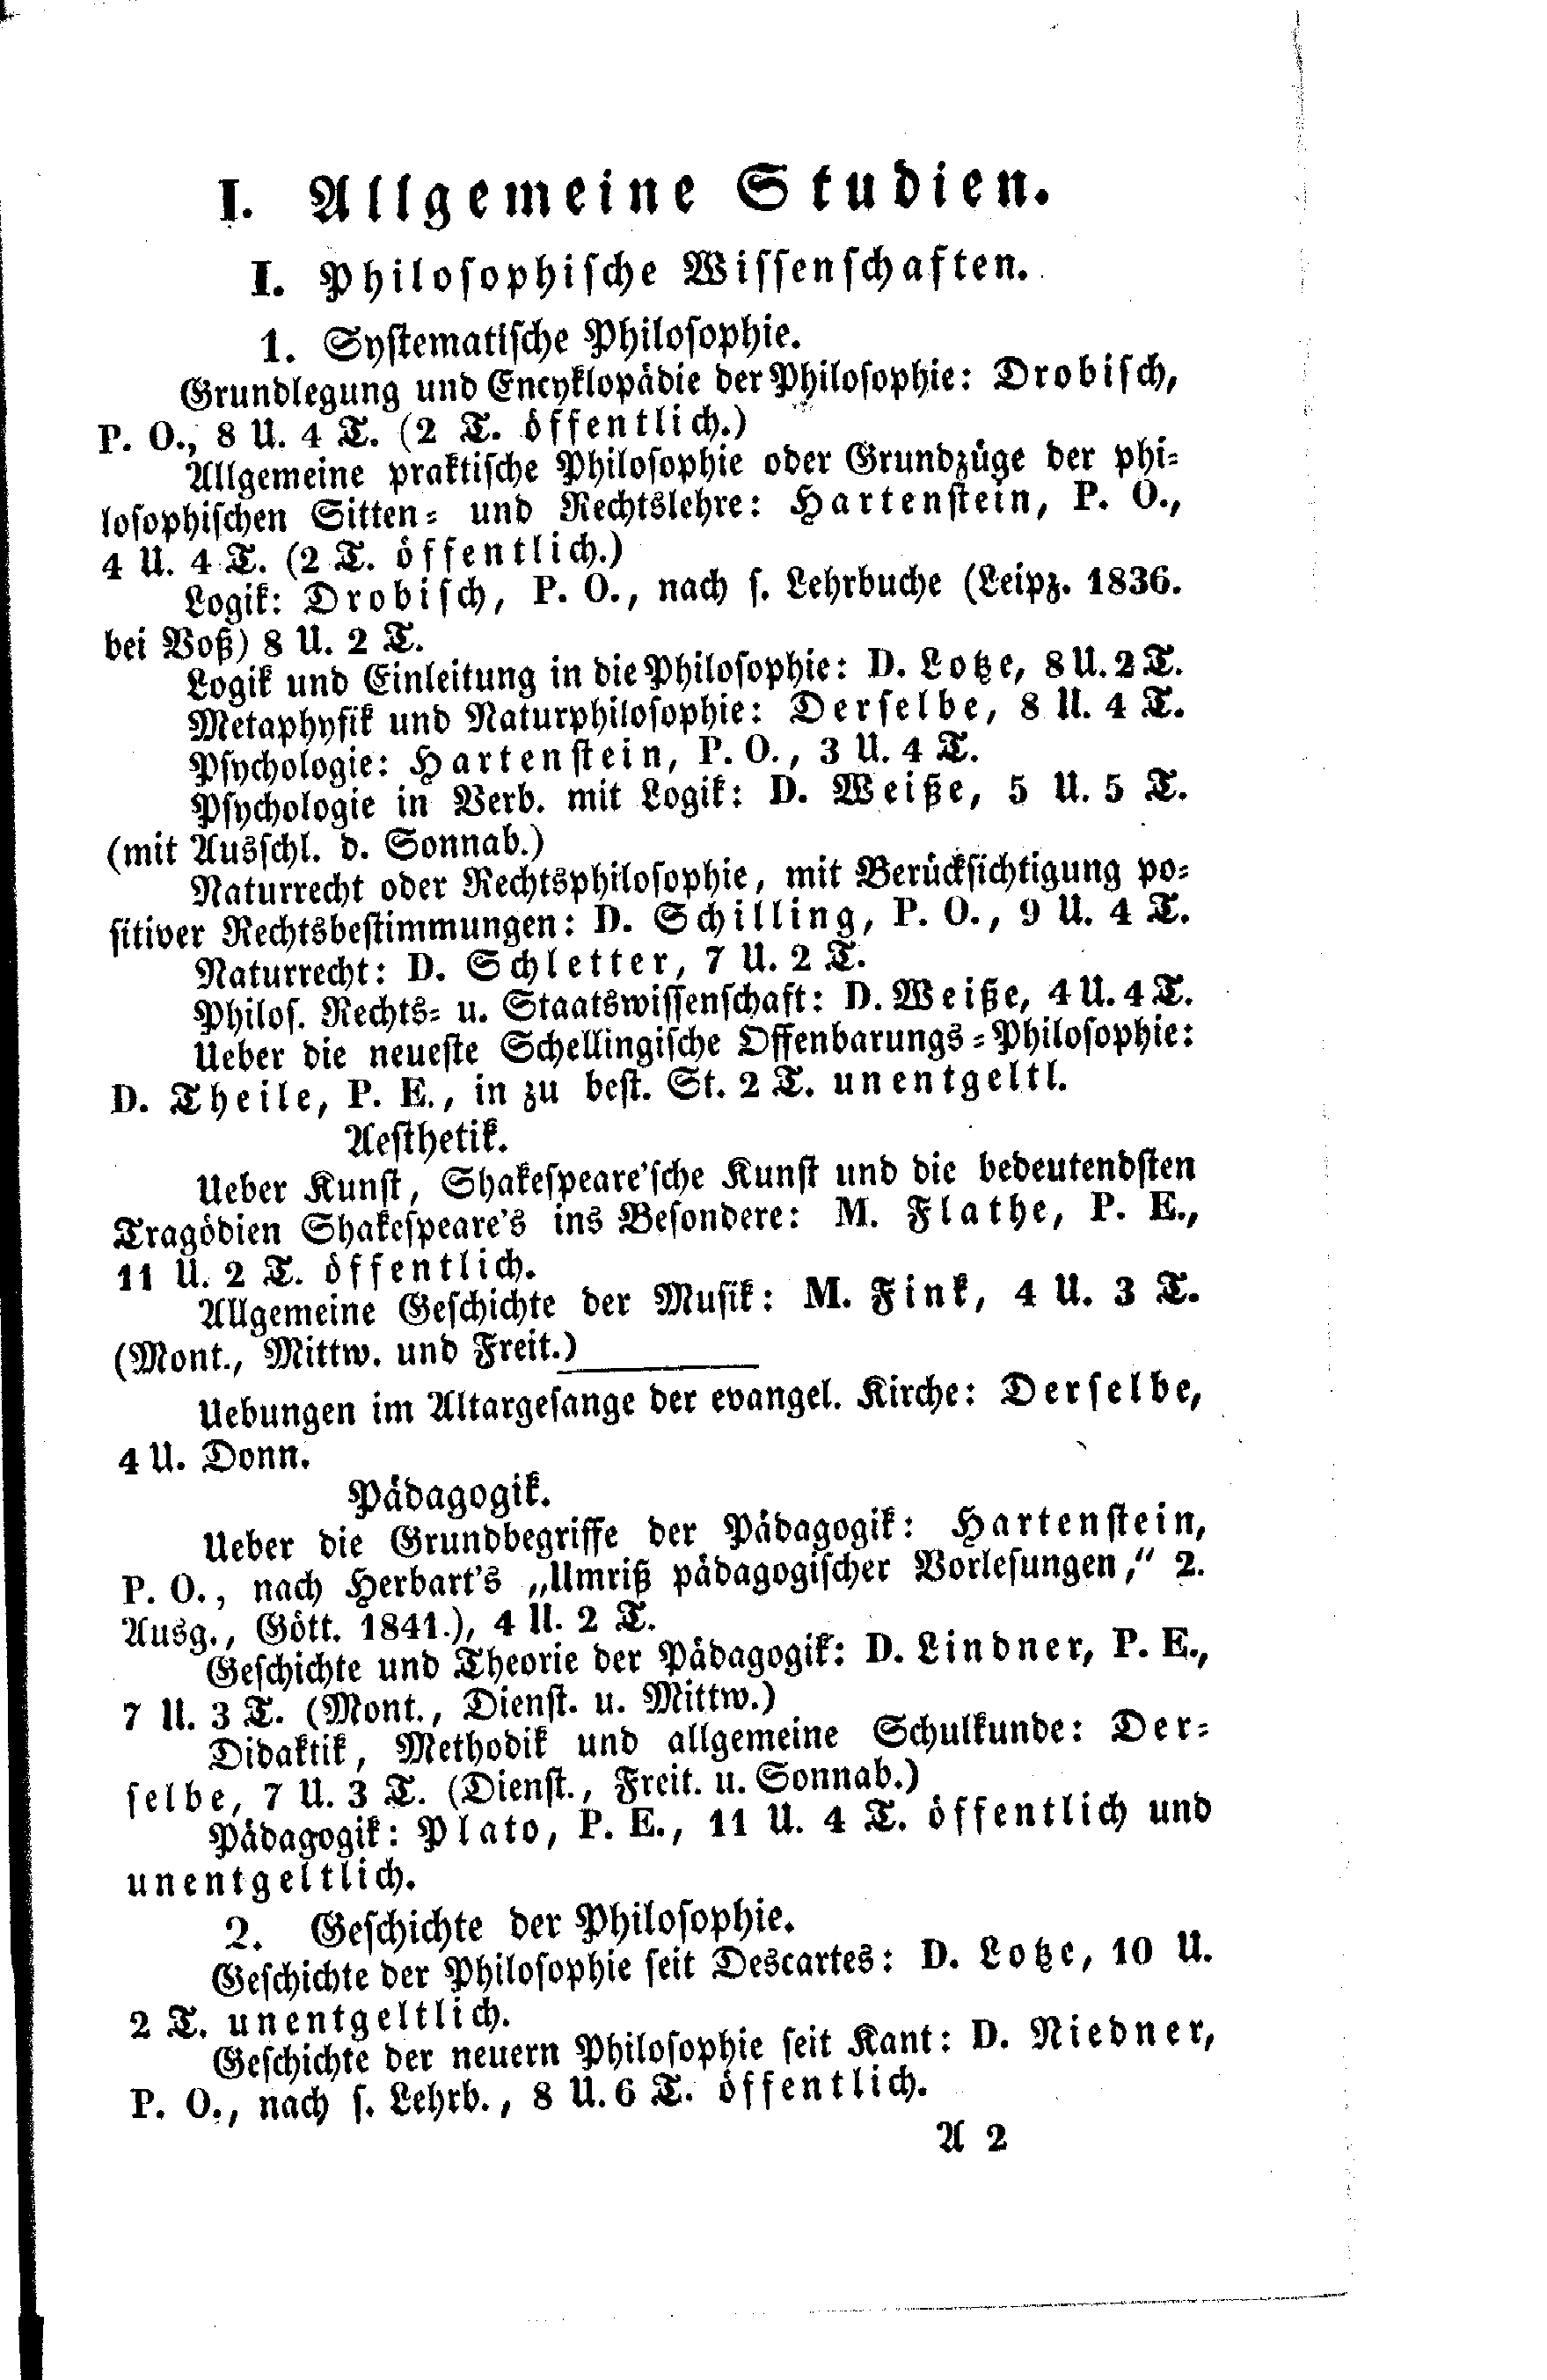 I. Allgemeine Studien.
I. Philosophische Wissenschaften.
1. Systematische Philosophie.
Grundlegung und Encyklopädie der Philosophie: Drobisch,
P. O., 8 U. 4 T. (2 T. öffentlich.)
Allgemeine praktische Philosophie oder Grundzüge der phi-
losophischen Sitten- und Rechtslehre: Hartenstein, P. O.,
4 U. 4 T. (2 T. öffentlich.)
Logik: Drobisch, P. O., nach s. Lehrbuche (Leipz. 1836.
bei Voß) 8 U. 2 T.
Logik und Einleitung in die Philosophie: D. Lotze, 8 U. 2 T.
Metaphysik und Naturphilosophie: Derselbe, 8 U. 4 T.
Psychologie: Hartenstein, P. O., 3 U. 4 T.
Psychologie in Verb. mit Logik: D. Weiße, 5 U. 5 T.
(mit Ausschl. d. Sonnab.)
Naturrecht oder Rechtsphilosophie, mit Berücksichtigung po-
sitiver Rechtsbestimmungen: D. Schilling, P. O., 9 U. 4 T.
Naturrecht: D. Schletter, 7 U. 2 T.
Philos. Rechts- u. Staatswissenschaft: D. Weiße, 4 U. 4 T.
Ueber die neueste Schellingische Offenbarungs-Philosophie:
D. Theile, P. E., in zu best. St. 2 T. unentgeltl.
Aesthetik.
Ueber Kunst, Shakespeare'sche Kunst und die bedeutendsten
Tragödien Shakespeare's ins Besondere: M. Flathe, P. E.,
11 U. 2 T. öffentlich.
Allgemeine Geschichte der Musik: M. Fink, 4 U. 3 T.
(Mont., Mittw. und Freit.)
Uebungen im Altargesange der evangel. Kirche: Derselbe,
4 U. Donn.
Pädagogik.
Ueber die Grundbegriffe der Pädagogik: Hartenstein,
P. O., nach Herbart's „Umriß pädagogischer Vorlesungen,“ 2.
Ausg., Gött. 1841.), 4 U. 2 T.
Geschichte und Theorie der Pädagogik: D. Lindner, P. E.,
7 U. 3 T. (Mont., Dienst. u. Mittw.)
Didaktik, Methodik und allgemeine Schulkunde: Der-
selbe, 7 U. 3 T. (Dienst., Freit. u. Sonnab.)
Pädagogik: Plato, P. E., 11 U. 4 T. öffentlich und
unentgeltlich.
2. Geschichte der Philosophie.
Geschichte der Philosophie seit Descartes: D. Lotze, 10 U.
2 T. unentgeltlich.
Geschichte der neuern Philosophie seit Kant: D. Niedner,
P. O., nach s. Lehrb., 8 U. 6 T. öffentlich.
A 2